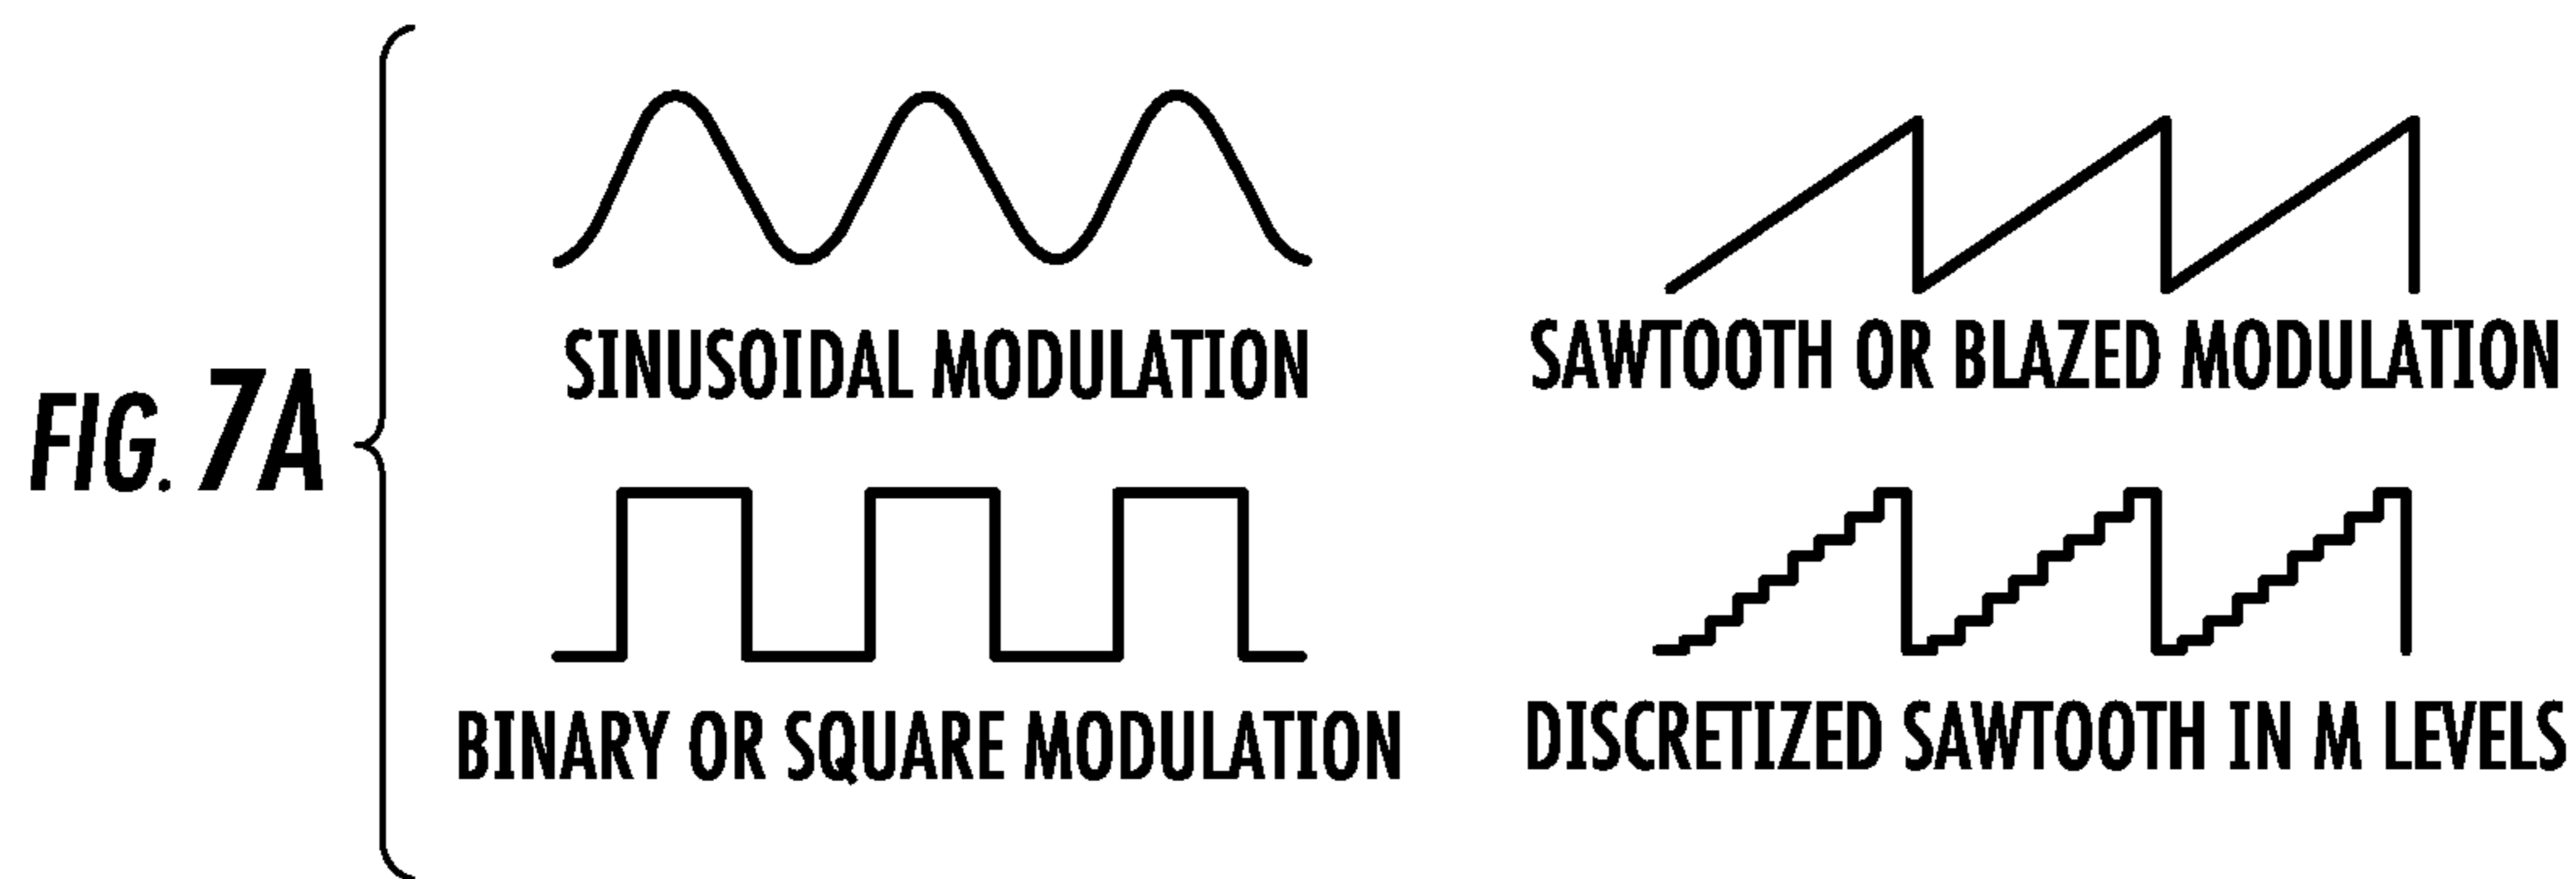 FIG. 7A
SINUSOIDAL MODULATION
SAWTOOTH OR BLAZED MODULATION
BINARY OR SQUARE MODULATION
DISCRETIZED SAWTOOTH IN M LEVELS